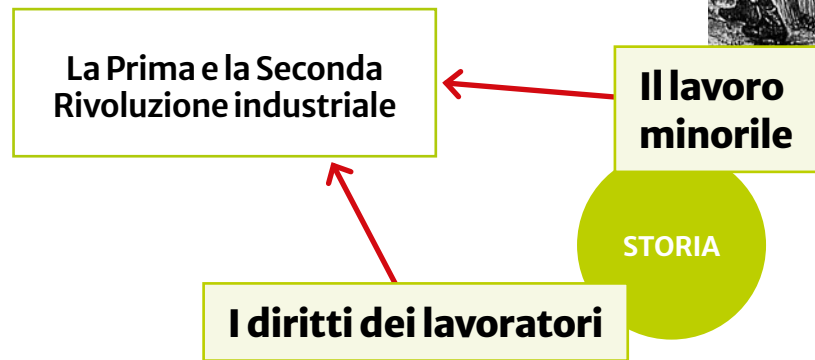 La Prima e la Seconda
Rivoluzione industriale
Il lavoro
minorile
STORIA
I diritti dei lavoratori